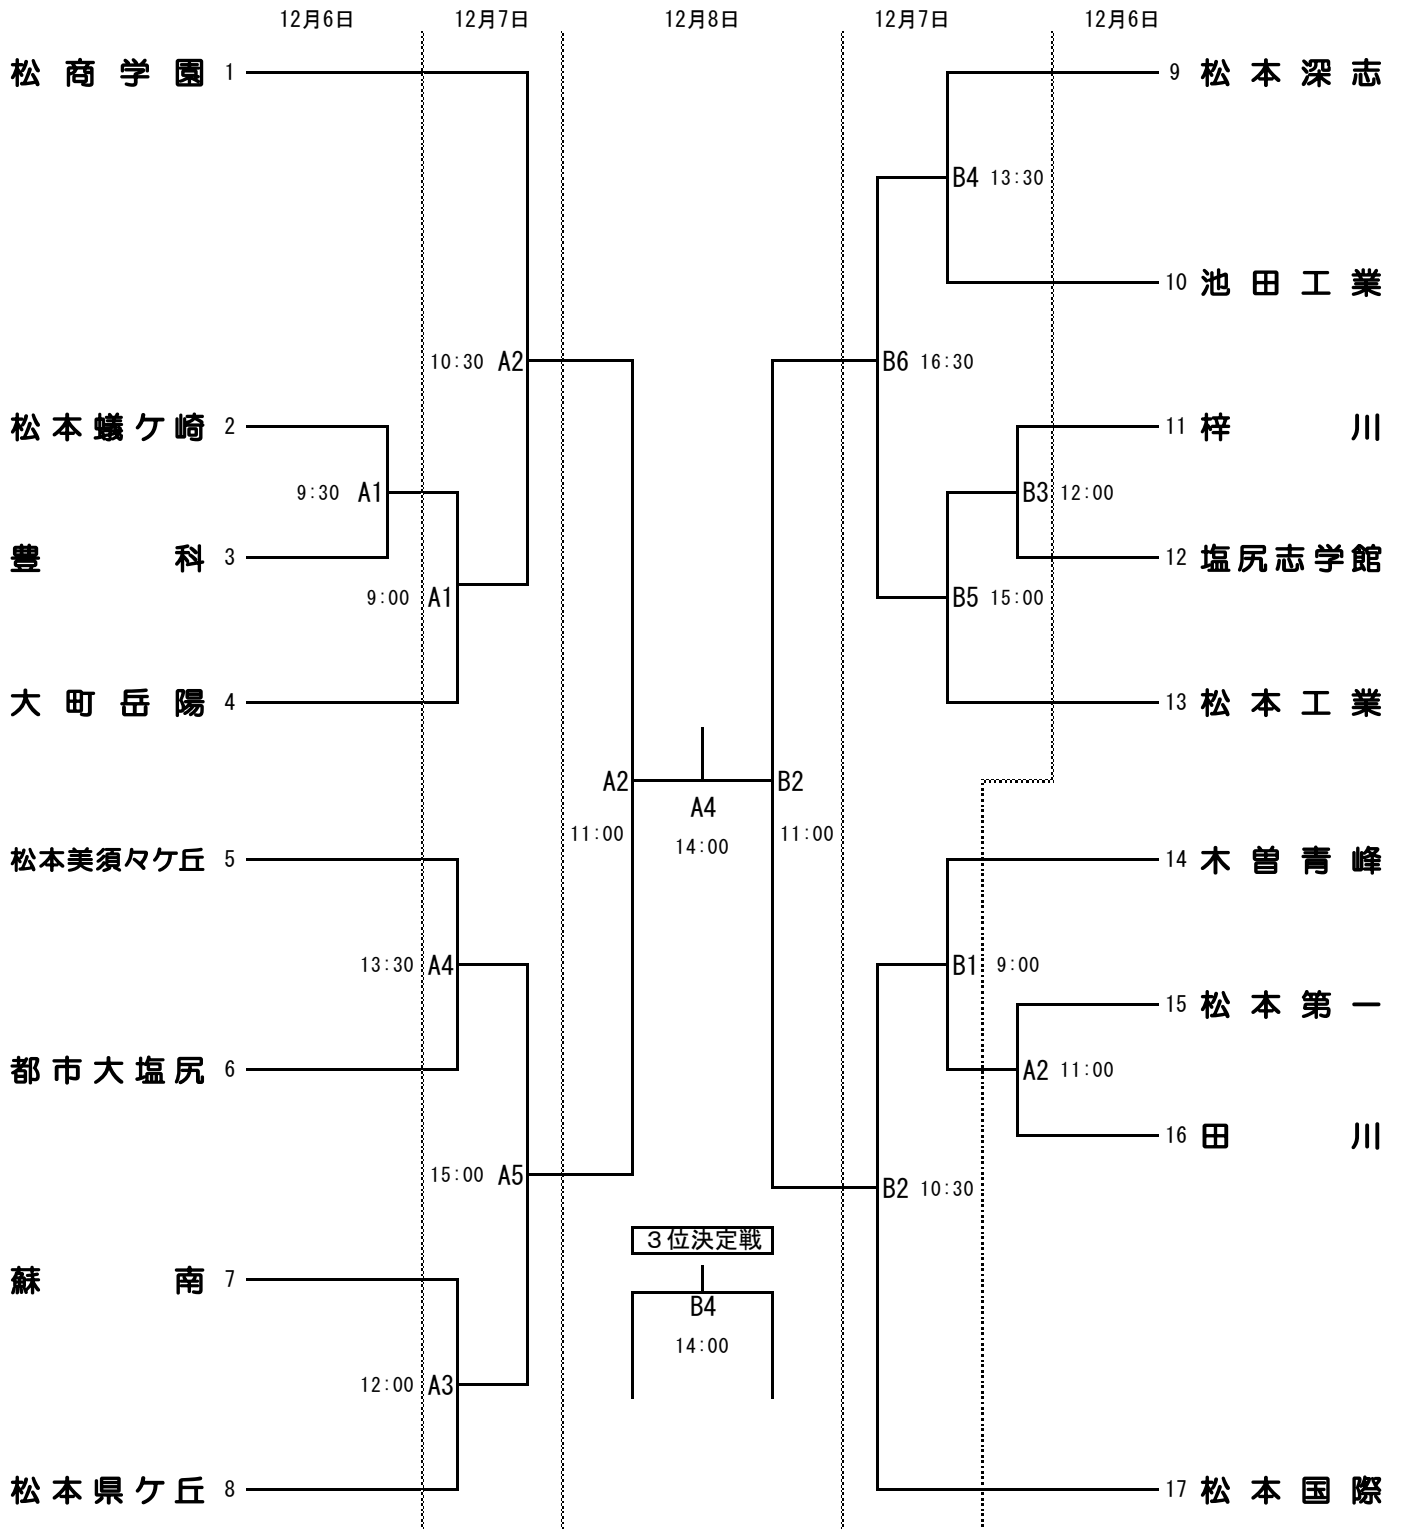 12月6日 12月7日 12月8日 12月7日 12月6日
松商学園 1 9 松本深志
B4 13:30
10 池田工業
10:30 A2 B6 16:30
松本蟻ケ崎 2 11 梓川
9:30 A1 B3 12:00
豊科 3 12 塩尻志学館
9:00 A1 B5 15:00
大町岳陽 4 13 松本工業
A2 B2
A4
11:00 11:00
14:00
松本美須々ケ丘 5 14 木曽青峰
13:30 A4 B1 9:00
15 松本第一
都市大塩尻 6 A2 11:00
16 田川
15:00 A5 B2 10:30
3位決定戦
蘇南 7
B4
14:00
12:00 A3
松本県ケ丘 8 17 松本国際